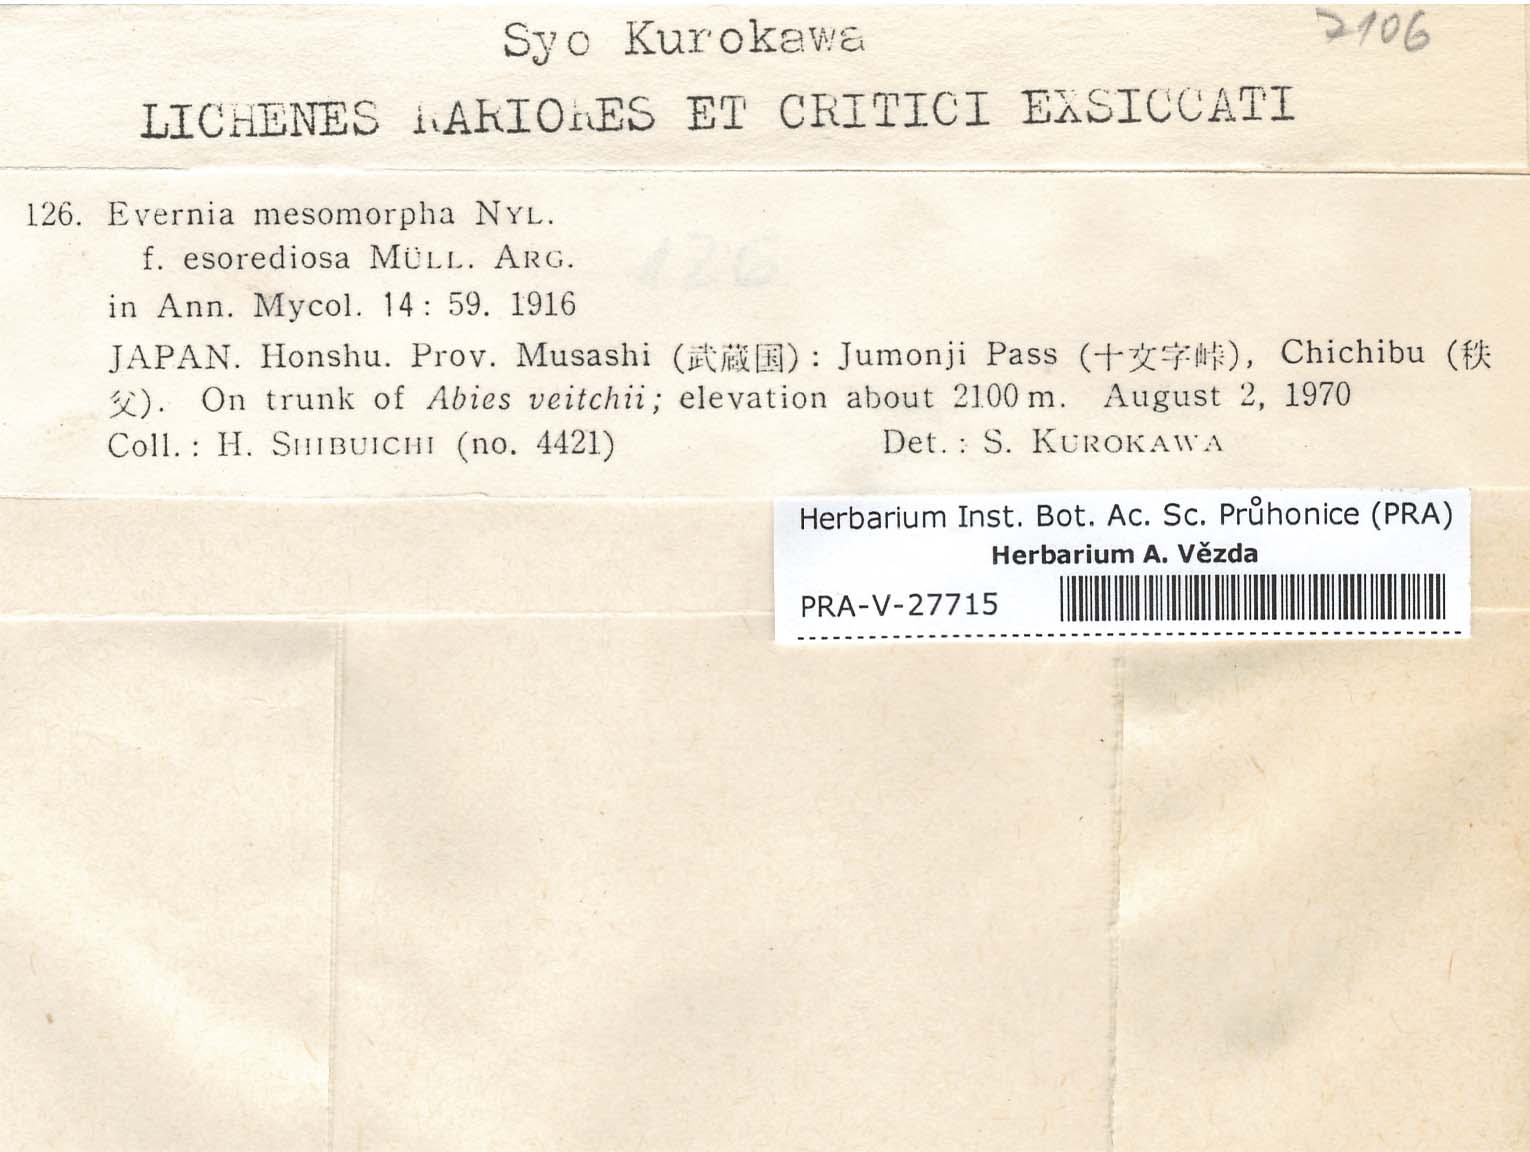 Syo Kurokawa
2106
LICHENES RARIORES ET CRITICI EXSICCATI
126. Evernia mesomorpha NYL.
f. esorediosa MÜLL. ARG.
126
in Ann. Mycol. 14 : 59. 1916
JAPAN. Honshu. Prov. Musashi (武蔵国) : Jumonji Pass (十文字峠), Chichibu (秩
父). On trunk of Abies veitchii; elevation about 2100 m. August 2, 1970
Coll. : H. SHIBUICHI (no. 4421) Det. : S. KUROKAWA
Herbarium Inst. Bot. Ac. Sc. Průhonice (PRA)
Herbarium A. Vězda
PRA-V-27715